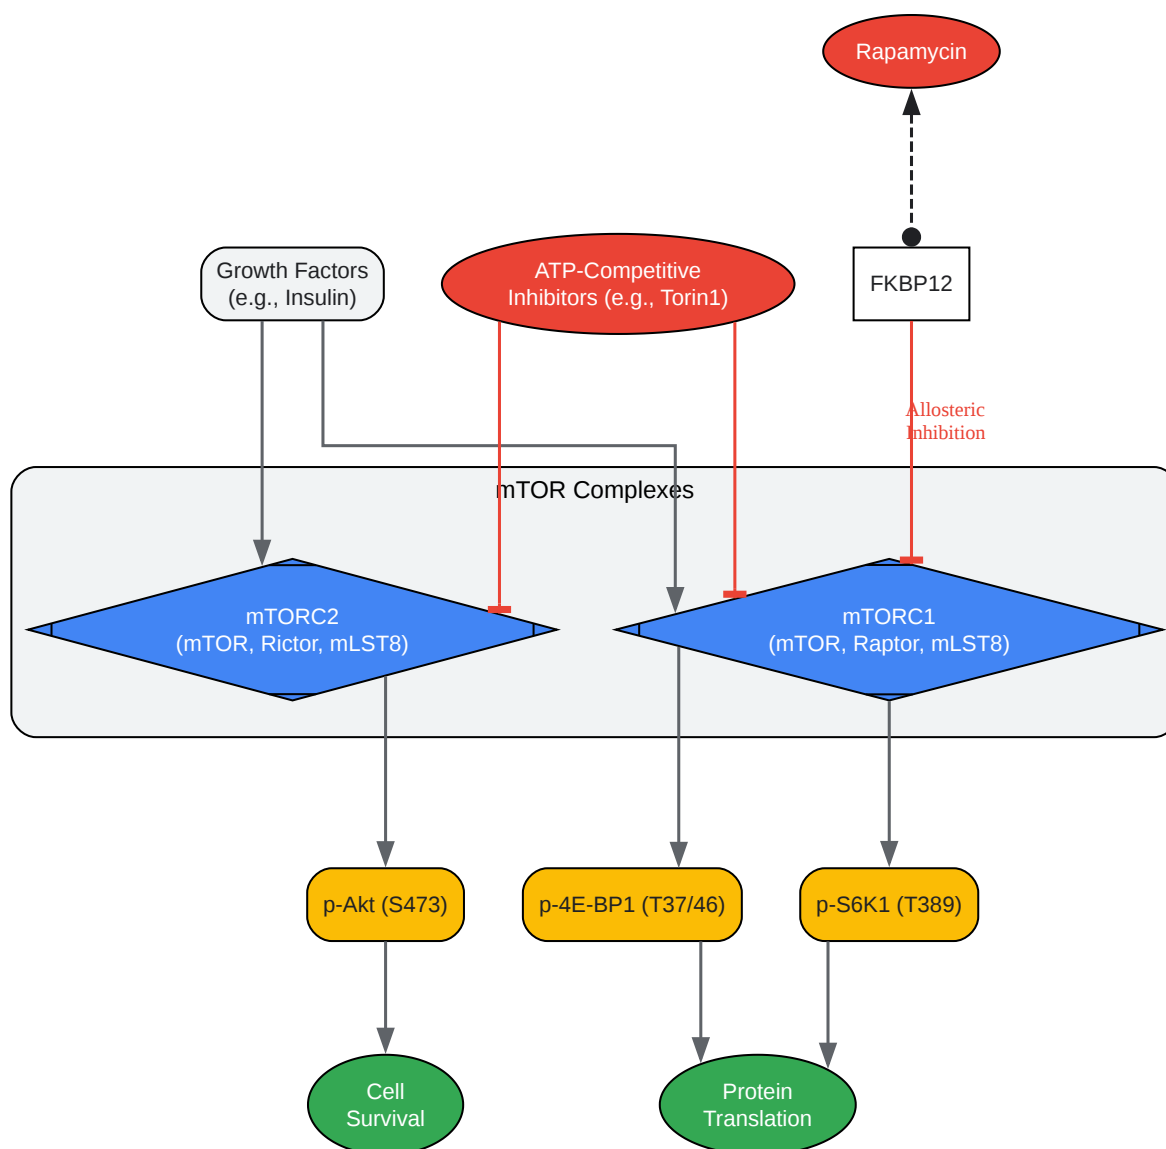 Rapamycin
Growth Factors
(e.g., Insulin)
ATP-Competitive
Inhibitors (e.g., Torin1)
FKBP12
Allosteric
Inhibition
mTOR Complexes
mTORC2
(mTOR, Rictor, mLST8)
mTORC1
(mTOR, Raptor, mLST8)
p-Akt (S473)
p-4E-BP1 (T37/46)
p-S6K1 (T389)
Cell
Survival
Protein
Translation